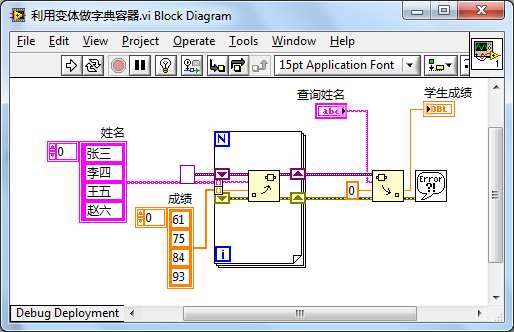 利用变体做字典容器.vi Block Diagram
File Edit View Project Operate Tools Window Help
15pt Application Font
1
查询姓名
学生成绩
abc
DBL
姓名
N
0
张三
李四
王五
赵六
Error
?!
0
成绩
0
61
75
84
93
i
Debug Deployment